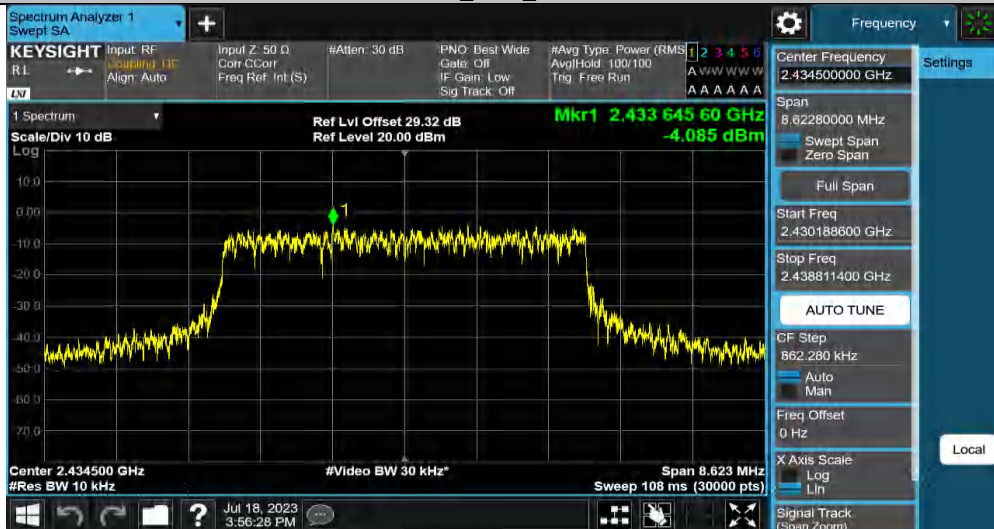 Spectrum Analyzer 1
Swept SA
+
Frequency
KEYSIGHT
RL
LXI
Input: RF
Coupling: DC
Align: Auto
Input Z: 50 Ω
Corr CCorr
Freq Ref: Int (S)
#Atten: 30 dB
PNO: Best Wide
Gate: Off
IF Gain: Low
Sig Track: Off
#Avg Type: Power (RMS
Avg|Hold: 100/100
Trig: Free Run
1 2 3 4 5 6
A W W W W W
A A A A A A
1 Spectrum
Scale/Div 10 dB
Log
Ref Lvl Offset 29.32 dB
Ref Level 20.00 dBm
Mkr1 2.433 645 60 GHz
-4.085 dBm
10.0
0.00
-10.0
-20.0
-30.0
-40.0
-50.0
-60.0
-70.0
1
Center 2.434500 GHz
#Res BW 10 kHz
#Video BW 30 kHz*
Span 8.623 MHz
Sweep 108 ms (30000 pts)
Center Frequency
2.434500000 GHz
Span
8.62280000 MHz
Swept Span
Zero Span
Full Span
Start Freq
2.430188600 GHz
Stop Freq
2.438811400 GHz
AUTO TUNE
CF Step
862.280 kHz
Auto
Man
Freq Offset
0 Hz
X Axis Scale
Log
Lin
Signal Track
(Span Zoom)
Settings
Local
?
Jul 18, 2023
3:56:28 PM